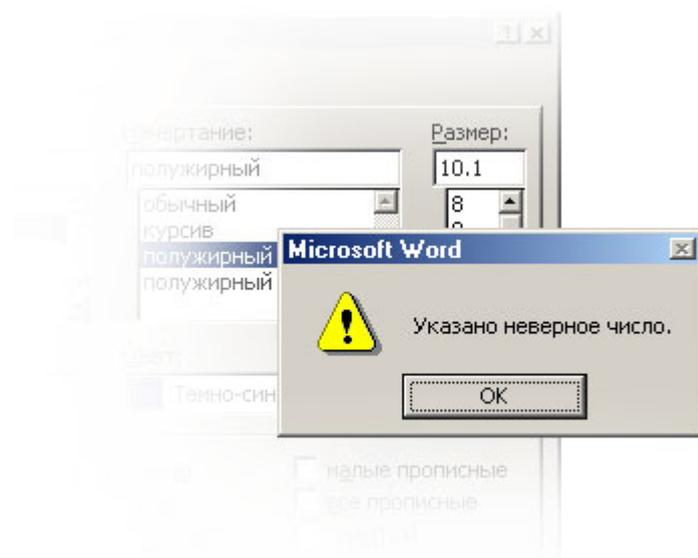 Начертание:
Размер:
полужирный
10.1
обычный
8
курсив
9
полужирный
Microsoft Word
полужирный
Указано неверное число.
Цвет:
Темно-син
OK
малые прописные
все прописные